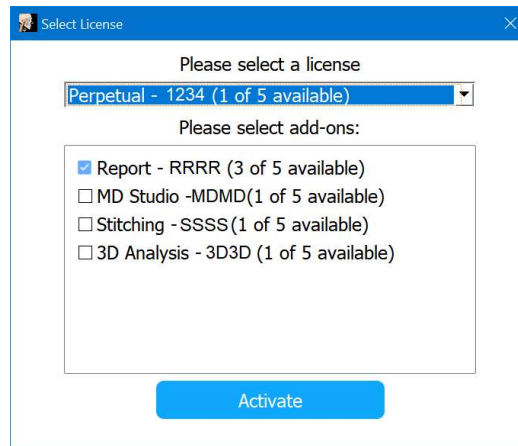 Select License
Please select a license
Perpetual - 1234 (1 of 5 available)
Please select add-ons:
Report - RRRR (3 of 5 available)
MD Studio -MDMD(1 of 5 available)
Stitching -SSSS(1 of 5 available)
3D Analysis - 3D3D (1 of 5 available)
Activate